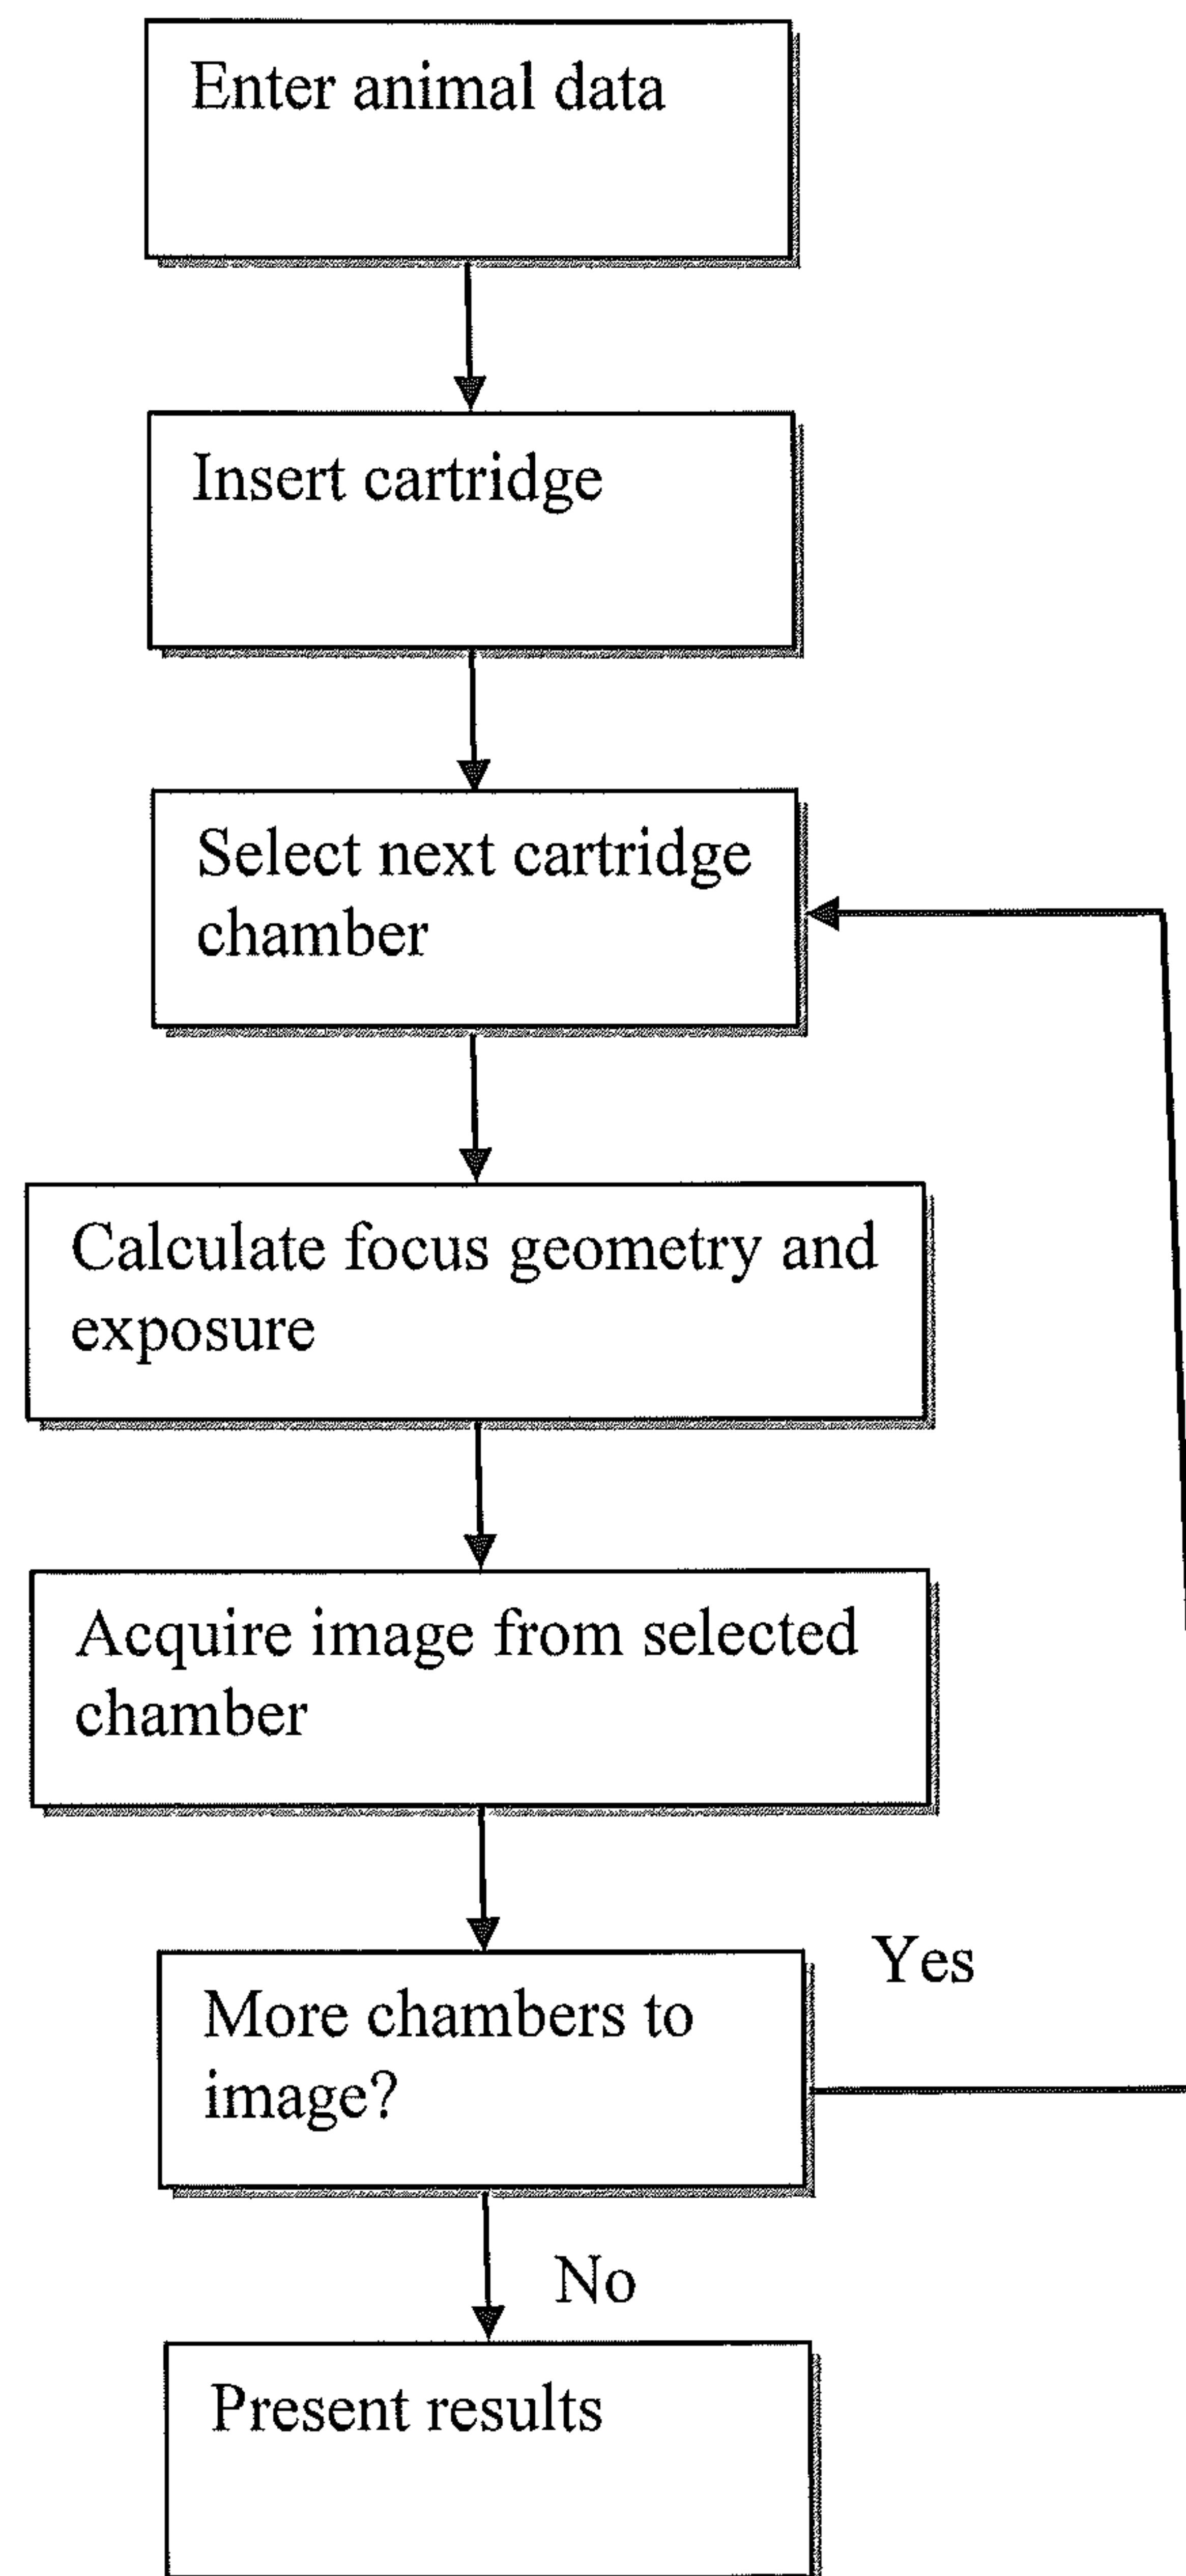 Enter animal data
Insert cartridge
Select next cartridge
chamber
Calculate focus geometry and
exposure
Acquire image from selected
chamber
Yes
More chambers to
image?
No
Present results